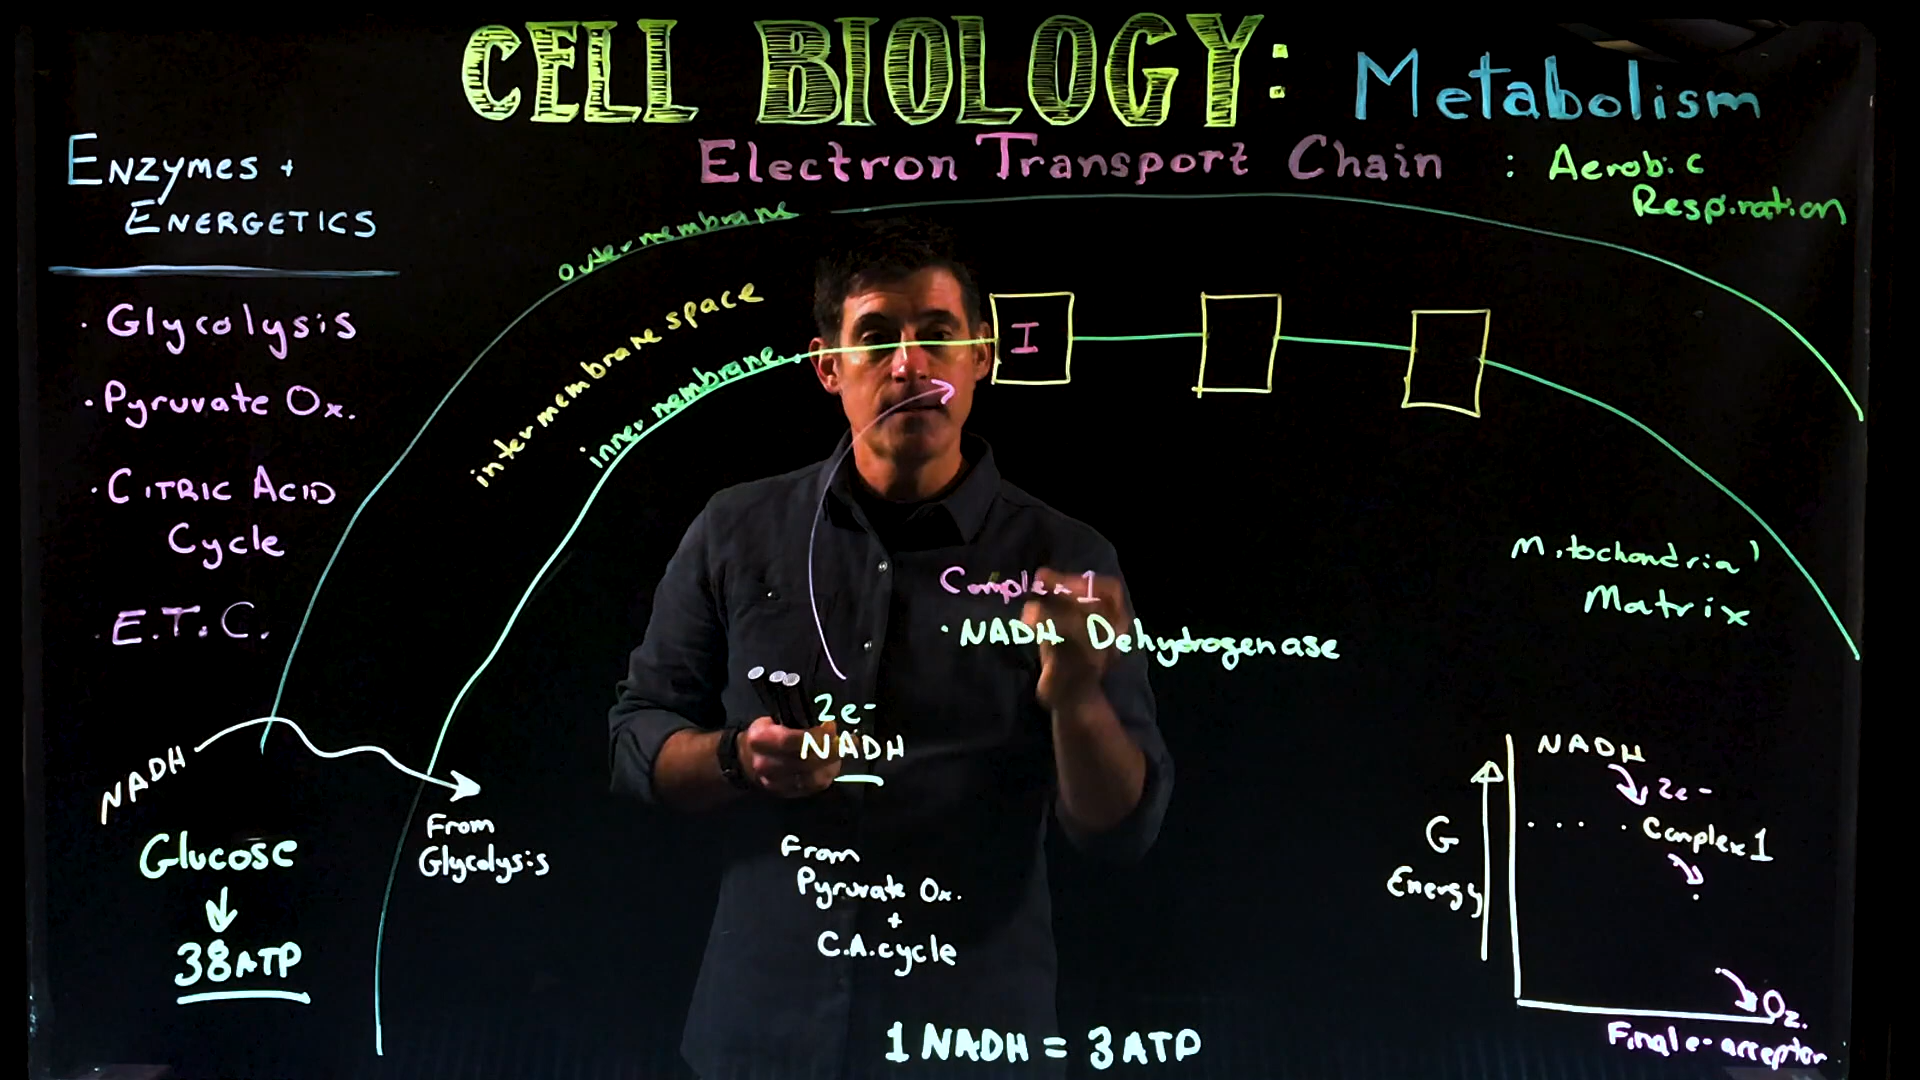 CELL BIOLOGY: Metabolism
Electron Transport Chain : Aerobic
Respiration
ENZYMES +
ENERGETICS
· Glycolysis
· Pyruvate Ox.
· CITRIC ACID
Cycle
· E.T.C.
outer membrane
intermembrane space
inner membrane
I
Mitochondrial
Matrix
Complex 1
· NADH Dehydrogenase
2e-
NADH
From
Pyruvate Ox.
+
C.A.cycle
NADH
From
Glycolysis
Glucose
38 ATP
1 NADH = 3 ATP
NADH
2e-
. . . . Complex 1
G
Energy
O2.
Final e- acceptor